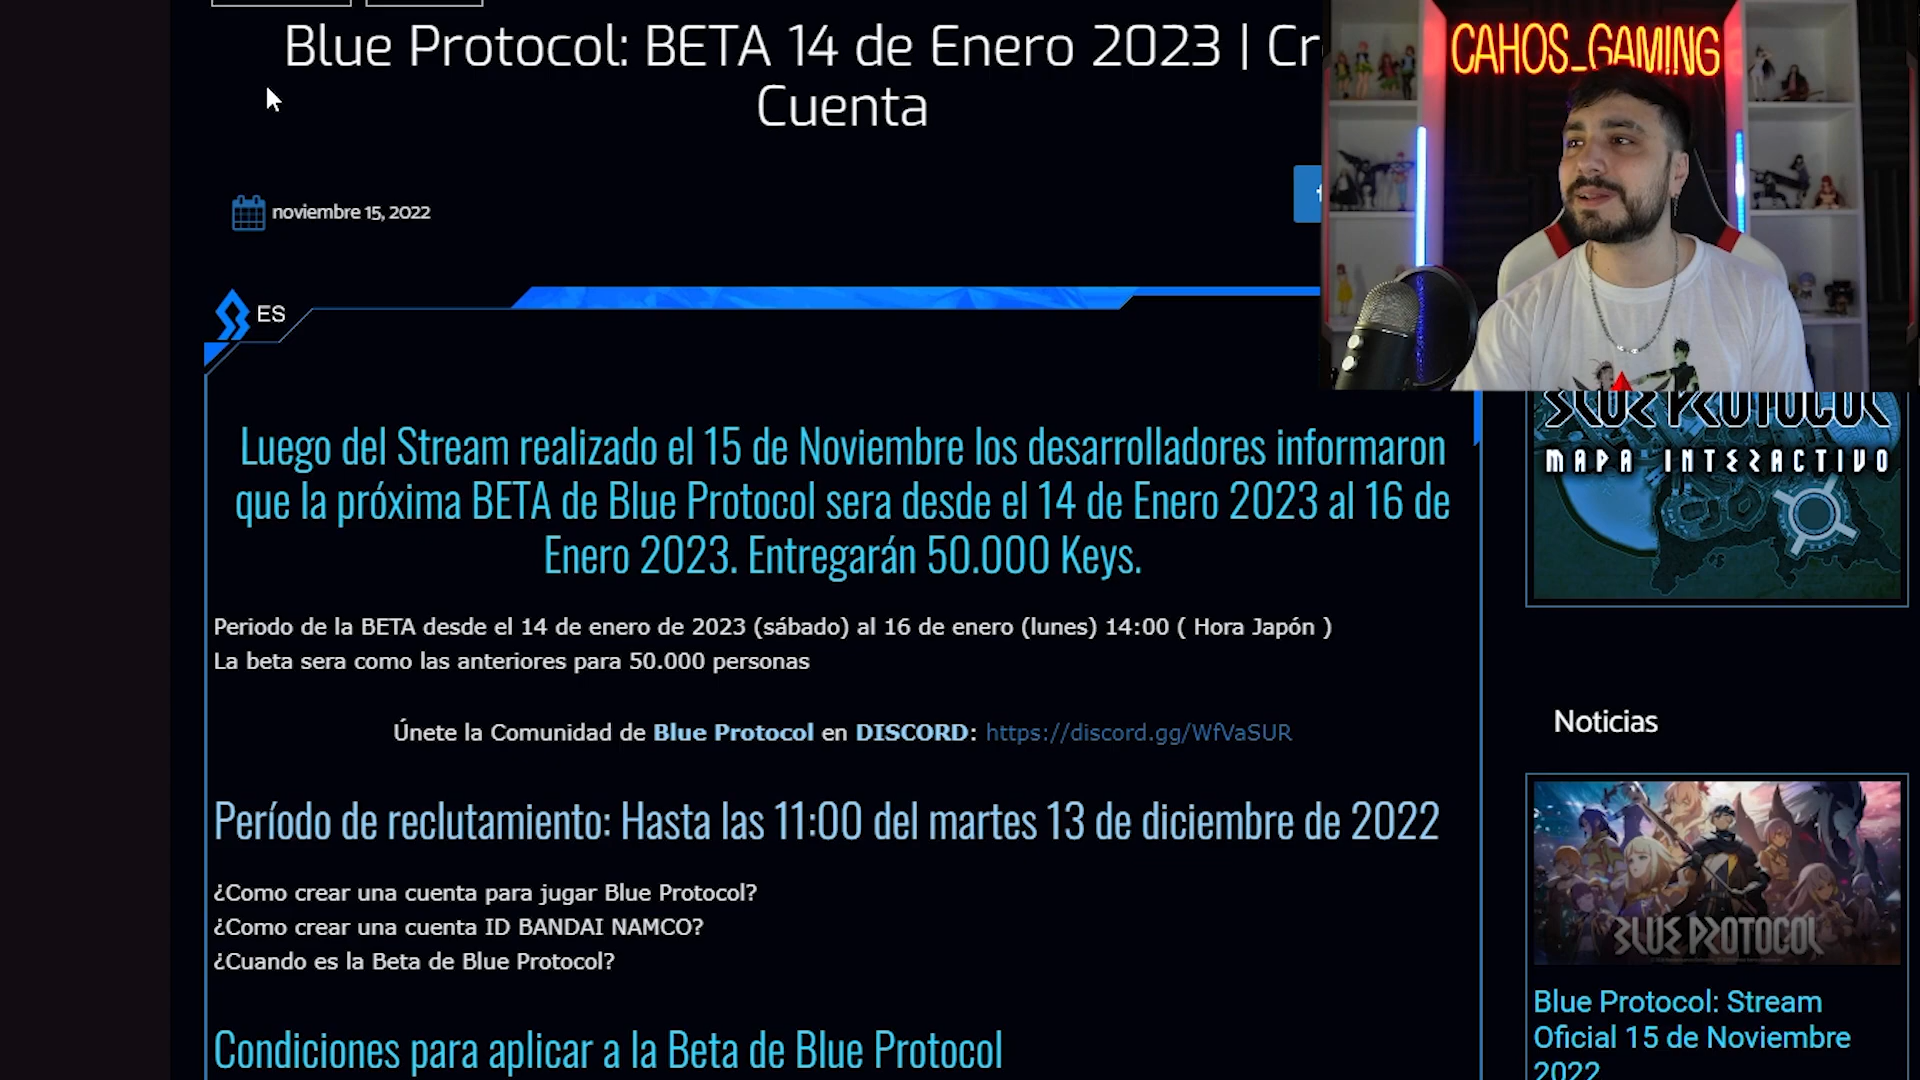 Blue Protocol: BETA 14 de Enero 2023 | Cr
Cuenta
CAHOS_GAMING
noviembre 15, 2022
ES
Luego del Stream realizado el 15 de Noviembre los desarrolladores informaron
que la próxima BETA de Blue Protocol sera desde el 14 de Enero 2023 al 16 de
Enero 2023. Entregarán 50.000 Keys.
Periodo de la BETA desde el 14 de enero de 2023 (sábado) al 16 de enero (lunes) 14:00 ( Hora Japón )
La beta sera como las anteriores para 50.000 personas
Únete la Comunidad de Blue Protocol en DISCORD: https://discord.gg/WfVaSUR
Período de reclutamiento: Hasta las 11:00 del martes 13 de diciembre de 2022
¿Como crear una cuenta para jugar Blue Protocol?
¿Como crear una cuenta ID BANDAI NAMCO?
¿Cuando es la Beta de Blue Protocol?
Condiciones para aplicar a la Beta de Blue Protocol
BLUE PROTOCOL
MAPA INTERACTIVO
Noticias
BLUE PROTOCOL
Blue Protocol: Stream
Oficial 15 de Noviembre
2022